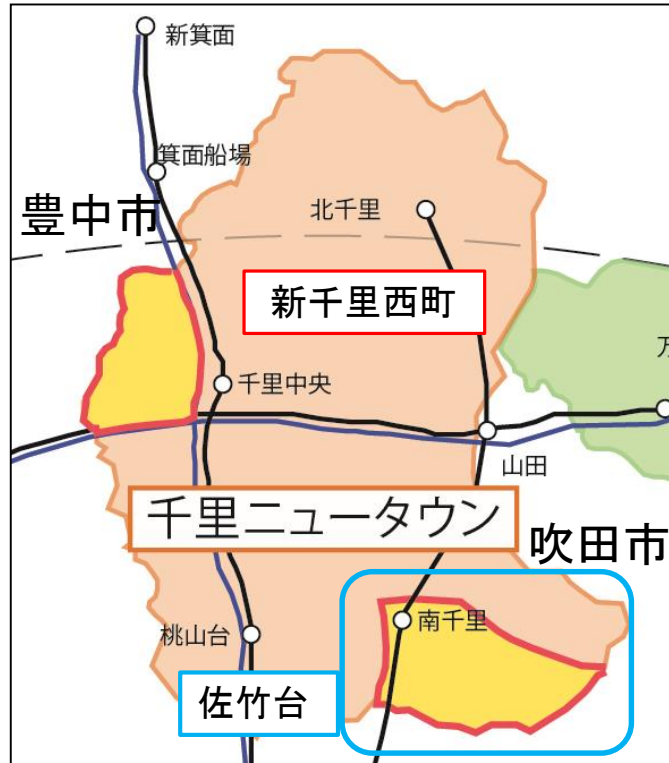 新箕面
箕面船場
豊中市
北千里
新千里西町
千里中央
万
山田
千里ニュータウン
吹田市
南千里
桃山台
佐竹台